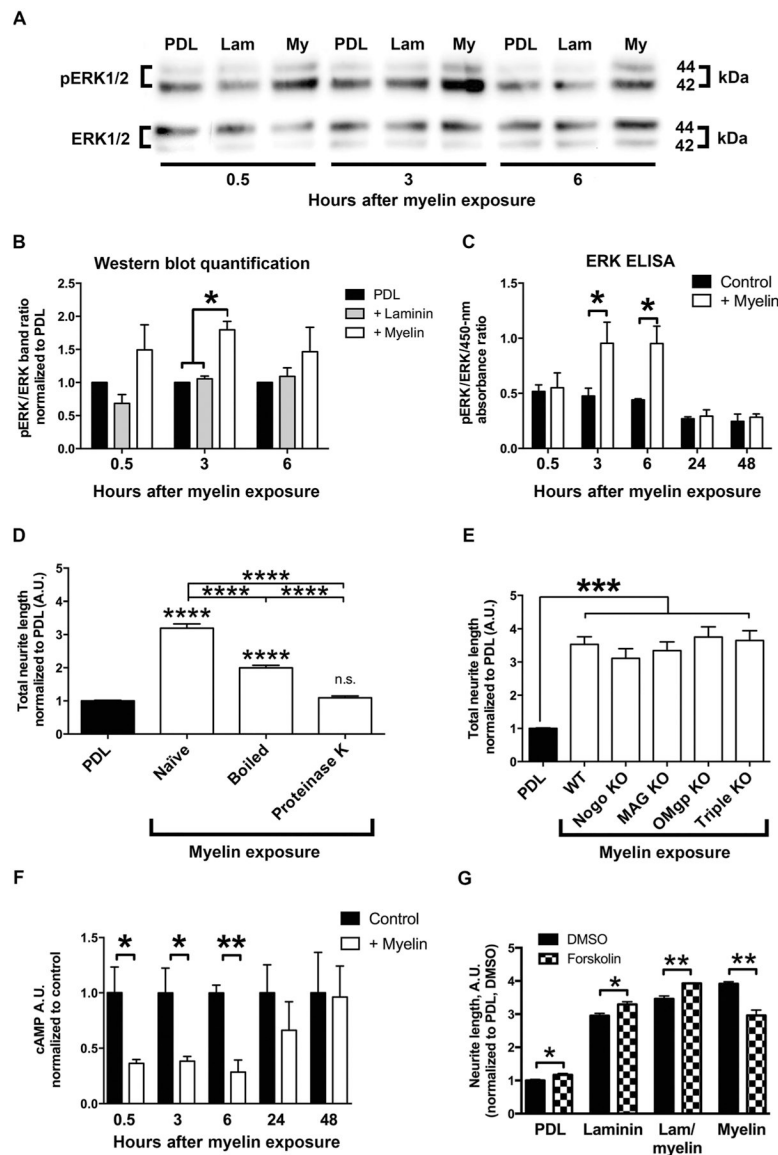 A
PDL Lam My PDL Lam My PDL Lam My
pERK1/2 44 42 kDa
ERK1/2 44 42 kDa
0.5 3 6
Hours after myelin exposure
B
Western blot quantification
pERK/ERK band ratio
normalized to PDL
2.5
2.0
1.5
1.0
0.5
0.0
*
PDL
+ Laminin
+ Myelin
0.5 3 6
Hours after myelin exposure
C
ERK ELISA
pERK/ERK/450-nm
absorbance ratio
1.5
1.0
0.5
0.0
* *
Control
+ Myelin
0.5 3 6 24 48
Hours after myelin exposure
D
Total neurite length
normalized to PDL (A.U.)
5
4
3
2
1
0
****
**** ****
**** **** n.s.
PDL Naïve Boiled Proteinase K
Myelin exposure
E
Total neurite length
normalized to PDL (A.U.)
5
4
3
2
1
0
***
PDL WT Nogo KO MAG KO OMgp KO Triple KO
Myelin exposure
F
cAMP A.U.
normalized to control
1.5
1.0
0.5
0.0
* * **
Control
+ Myelin
0.5 3 6 24 48
Hours after myelin exposure
G
Neurite length, A.U.
(normalized to PDL, DMSO)
5
4
3
2
1
0
DMSO
Forskolin
* * ** **
PDL Laminin Lam/ Myelin
myelin